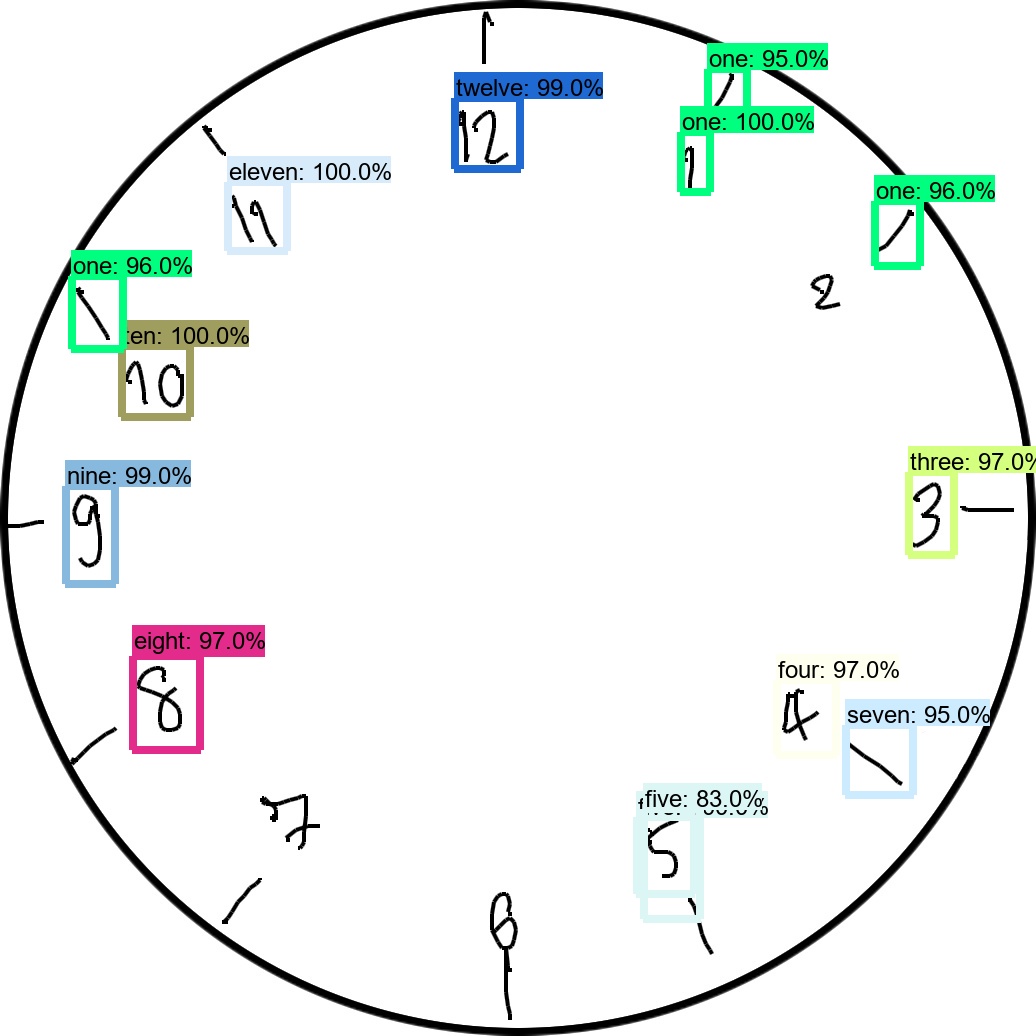 one: 95.0%
twelve: 99.0%
12
one: 100.0%
1
eleven: 100.0%
11
one: 96.0%
2
one: 96.0%
ten: 100.0%
10
nine: 99.0%
9
three: 97.0%
3
eight: 97.0%
8
four: 97.0%
4
seven: 95.0%
five: 83.0%
5
7
6